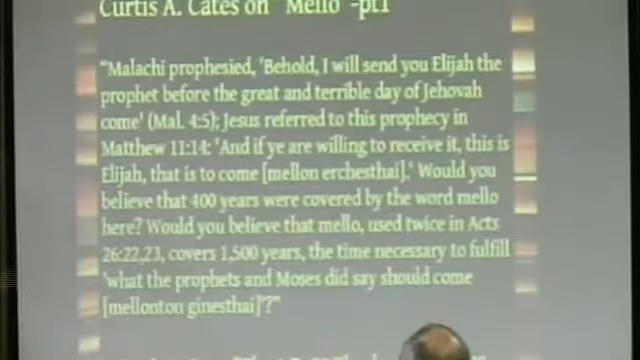 Curtis A. Cates on "Mello" -pt1
"Malachi prophesied, 'Behold, I will send you Elijah the
prophet before the great and terrible day of Jehovah
come' (Mal. 4:5); Jesus referred to this prophecy in
Matthew 11:14: 'And if ye are willing to receive it, this is
Elijah, that is to come [mellon erchesthai].' Would you
believe that 400 years were covered by the word mello
here? Would you believe that mello, used twice in Acts
26:22,23, covers 1,500 years, the time necessary to fulfill
'what the prophets and Moses did say should come
[mellonton ginesthai]'?"